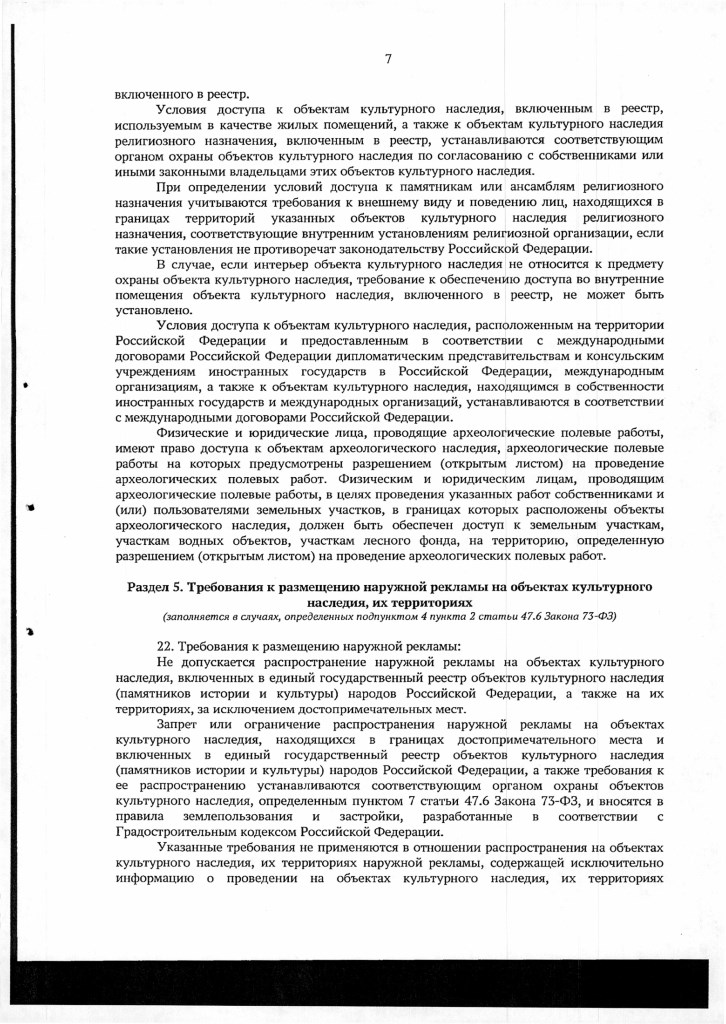 7
включенного в реестр.
Условия доступа к объектам культурного наследия, включенным в реестр,
используемым в качестве жилых помещений, а также к объектам культурного наследия
религиозного назначения, включенным в реестр, устанавливаются соответствующим
органом охраны объектов культурного наследия по согласованию с собственниками или
иными законными владельцами этих объектов культурного наследия.
При определении условий доступа к памятникам или ансамблям религиозного
назначения учитываются требования к внешнему виду и поведению лиц, находящихся в
границах территорий указанных объектов культурного наследия религиозного
назначения, соответствующие внутренним установлениям религиозной организации, если
такие установления не противоречат законодательству Российской Федерации.
В случае, если интерьер объекта культурного наследия не относится к предмету
охраны объекта культурного наследия, требование к обеспечению доступа во внутренние
помещения объекта культурного наследия, включенного в реестр, не может быть
установлено.
Условия доступа к объектам культурного наследия, расположенным на территории
Российской Федерации и предоставленным в соответствии с международными
договорами Российской Федерации дипломатическим представительствам и консульским
учреждениям иностранных государств в Российской Федерации, международным
организациям, а также к объектам культурного наследия, находящимся в собственности
иностранных государств и международных организаций, устанавливаются в соответствии
с международными договорами Российской Федерации.
Физические и юридические лица, проводящие археологические полевые работы,
имеют право доступа к объектам археологического наследия, археологические полевые
работы на которых предусмотрены разрешением (открытым листом) на проведение
археологических полевых работ. Физическим и юридическим лицам, проводящим
археологические полевые работы, в целях проведения указанных работ собственниками и
(или) пользователями земельных участков, в границах которых расположены объекты
археологического наследия, должен быть обеспечен доступ к земельным участкам,
участкам водных объектов, участкам лесного фонда, на территорию, определенную
разрешением (открытым листом) на проведение археологических полевых работ.
Раздел 5. Требования к размещению наружной рекламы на объектах культурного
наследия, их территориях
(заполняется в случаях, определенных подпунктом 4 пункта 2 статьи 47.6 Закона 73-ФЗ)
22. Требования к размещению наружной рекламы:
Не допускается распространение наружной рекламы на объектах культурного
наследия, включенных в единый государственный реестр объектов культурного наследия
(памятников истории и культуры) народов Российской Федерации, а также на их
территориях, за исключением достопримечательных мест.
Запрет или ограничение распространения наружной рекламы на объектах
культурного наследия, находящихся в границах достопримечательного места и
включенных в единый государственный реестр объектов культурного наследия
(памятников истории и культуры) народов Российской Федерации, а также требования к
ее распространению устанавливаются соответствующим органом охраны объектов
культурного наследия, определенным пунктом 7 статьи 47.6 Закона 73-ФЗ, и вносятся в
правила землепользования и застройки, разработанные в соответствии с
Градостроительным кодексом Российской Федерации.
Указанные требования не применяются в отношении распространения на объектах
культурного наследия, их территориях наружной рекламы, содержащей исключительно
информацию о проведении на объектах культурного наследия, их территориях